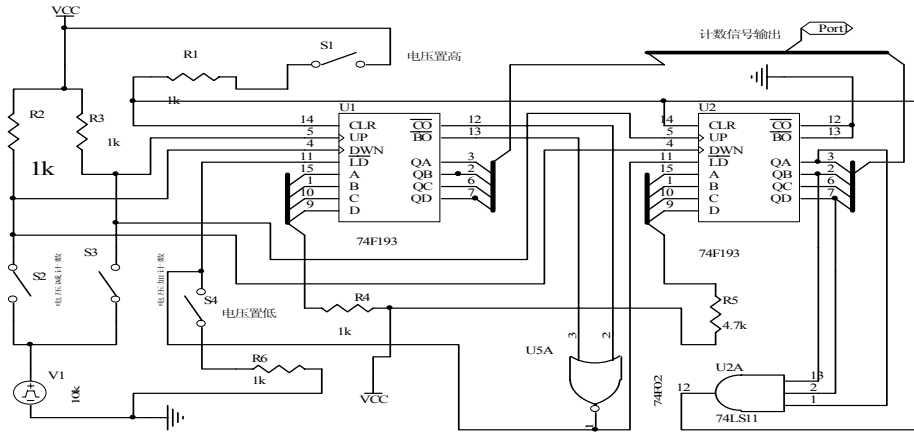 VCC
计数信号输出
Port1
R1
S1
电压置高
1k
R2
R3
1k
1k
U1
14 CLR CO 12
5 UP BO 13
4 DWN
11 LD
15 A QA 3
1 B QB 2
10 C QC 6
9 D QD 7
74F193
U2
14 CLR CO 12
5 UP BO 13
4 DWN
11 LD
15 A QA 3
1 B QB 2
10 C QC 6
9 D QD 7
74F193
S2
电压减计数
S3
电压加计数
S4
电压置低
R4
1k
R5
4.7k
R6
1k
V1
10k
VCC
U5A
3
2
1
74F02
U2A
12
13
2
1
74LS11